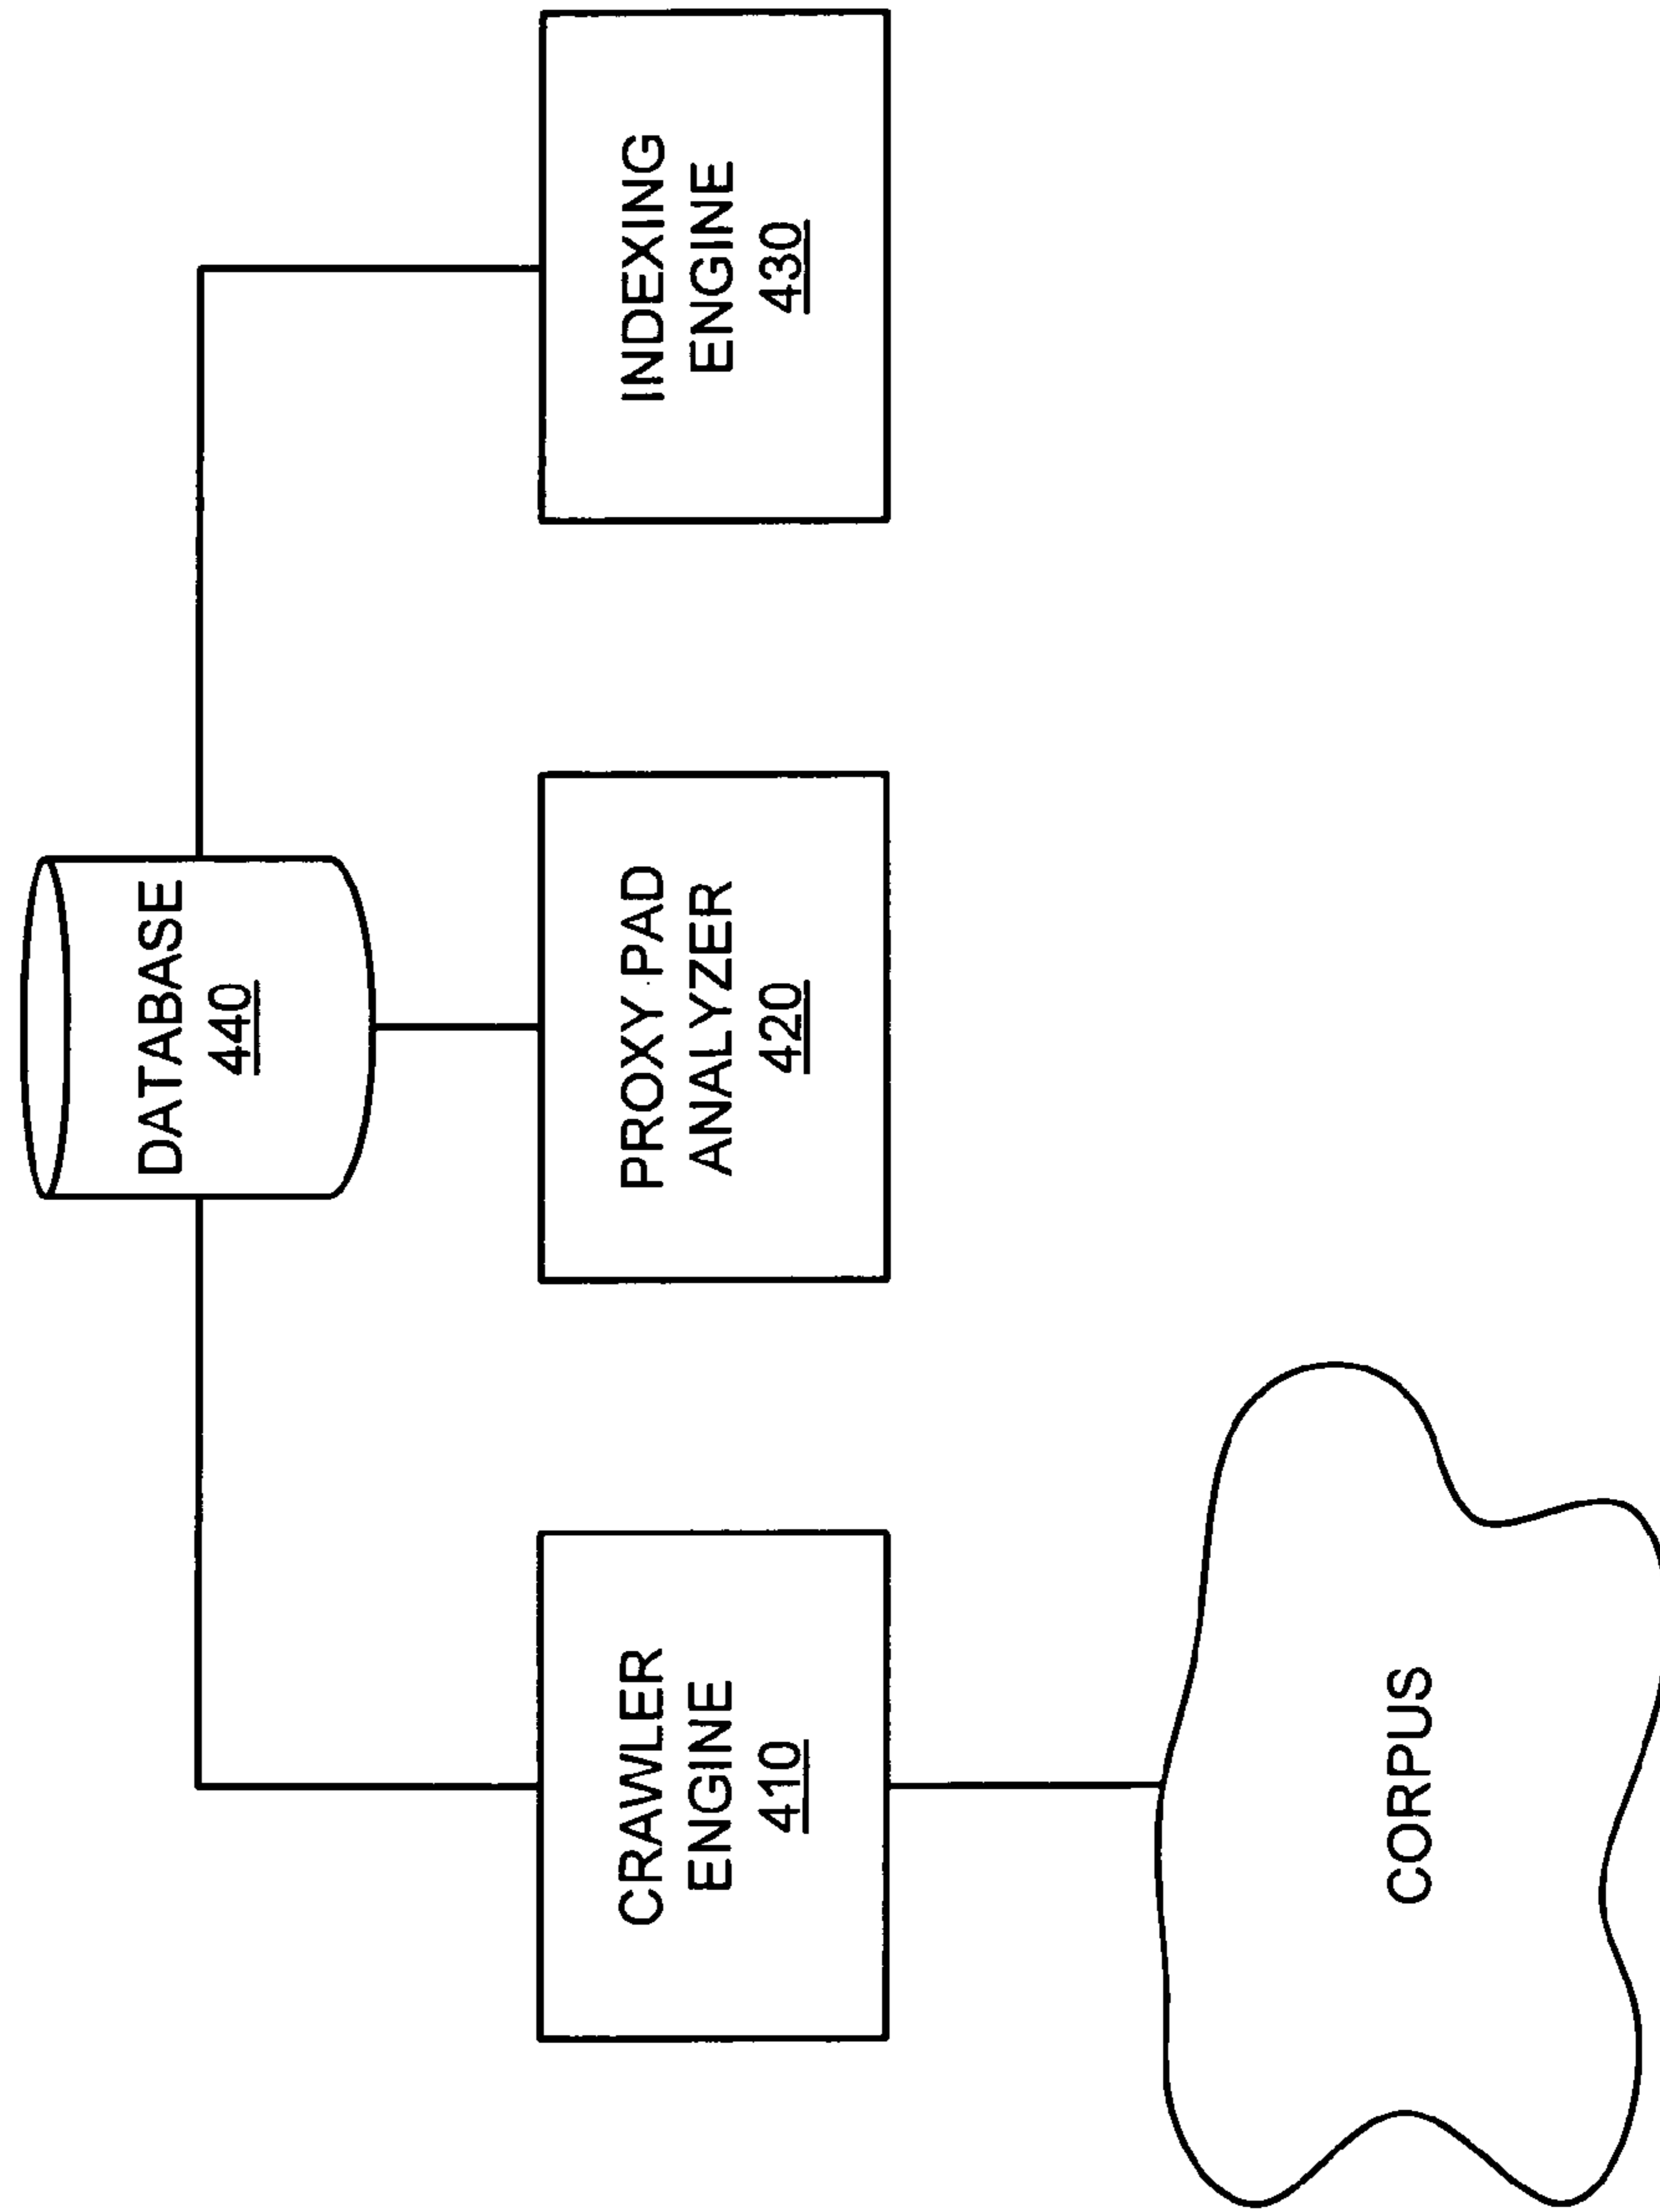 DATABASE
440
CRAWLER
ENGINE
410
PROXY PAD
ANALYZER
420
INDEXING
ENGINE
430
CORPUS